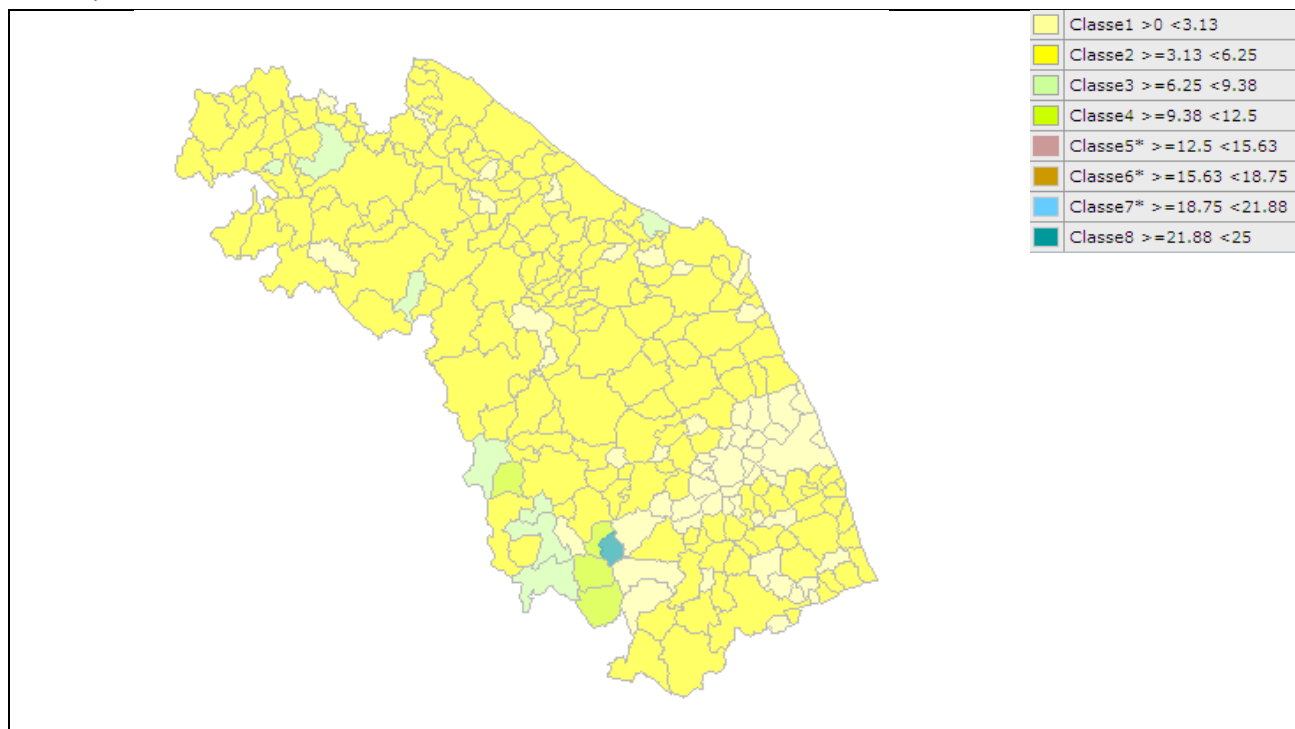 Classe1 >0 <3.13
Classe2 >=3.13 <6.25
Classe3 >=6.25 <9.38
Classe4 >=9.38 <12.5
Classe5* >=12.5 <15.63
Classe6* >=15.63 <18.75
Classe7* >=18.75 <21.88
Classe8 >=21.88 <25